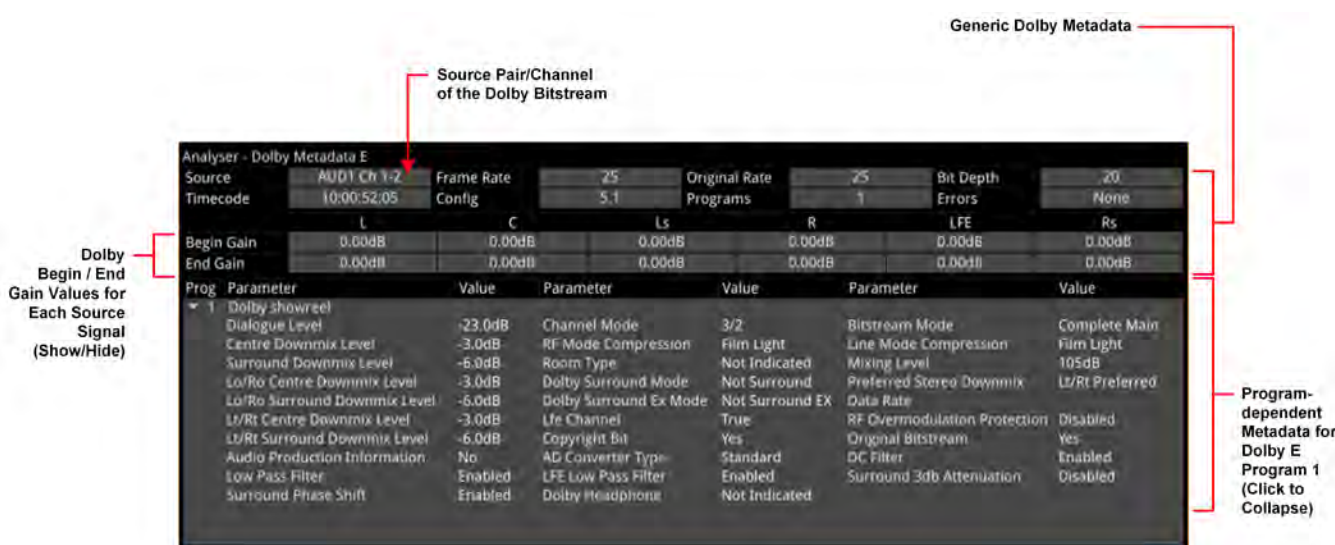 Generic Dolby Metadata
Source Pair/Channel
of the Dolby Bitstream
Analyser - Dolby Metadata E
Source AUD1 Ch 1-2 Frame Rate 25 Original Rate 25 Bit Depth 20
Timecode 10:00:52:05 Config 5.1 Programs 1 Errors None
L C Ls R LFE Rs
Begin Gain 0.00dB 0.00dB 0.00dB 0.00dB 0.00dB 0.00dB
End Gain 0.00dB 0.00dB 0.00dB 0.00dB 0.00dB 0.00dB
Dolby
Begin / End
Gain Values for
Each Source
Signal
(Show/Hide)
Prog Parameter Value Parameter Value Parameter Value
1 Dolby showreel
Dialogue Level -23.0dB Channel Mode 3/2 Bitstream Mode Complete Main
Centre Downmix Level -3.0dB RF Mode Compression Film Light Line Mode Compression Film Light
Surround Downmix Level -6.0dB Room Type Not Indicated Mixing Level 105dB
Lo/Ro Centre Downmix Level -3.0dB Dolby Surround Mode Not Surround Preferred Stereo Downmix Lt/Rt Preferred
Lo/Ro Surround Downmix Level -6.0dB Dolby Surround Ex Mode Not Surround EX Data Rate
Lt/Rt Centre Downmix Level -3.0dB Lfe Channel True RF Overmodulation Protection Disabled
Lt/Rt Surround Downmix Level -6.0dB Copyright Bit Yes Original Bitstream Yes
Audio Production Information No AD Converter Type Standard DC Filter Enabled
Low Pass Filter Enabled LFE Low Pass Filter Enabled Surround 3db Attenuation Disabled
Surround Phase Shift Enabled Dolby Headphone Not Indicated
Program-
dependent
Metadata for
Dolby E
Program 1
(Click to
Collapse)